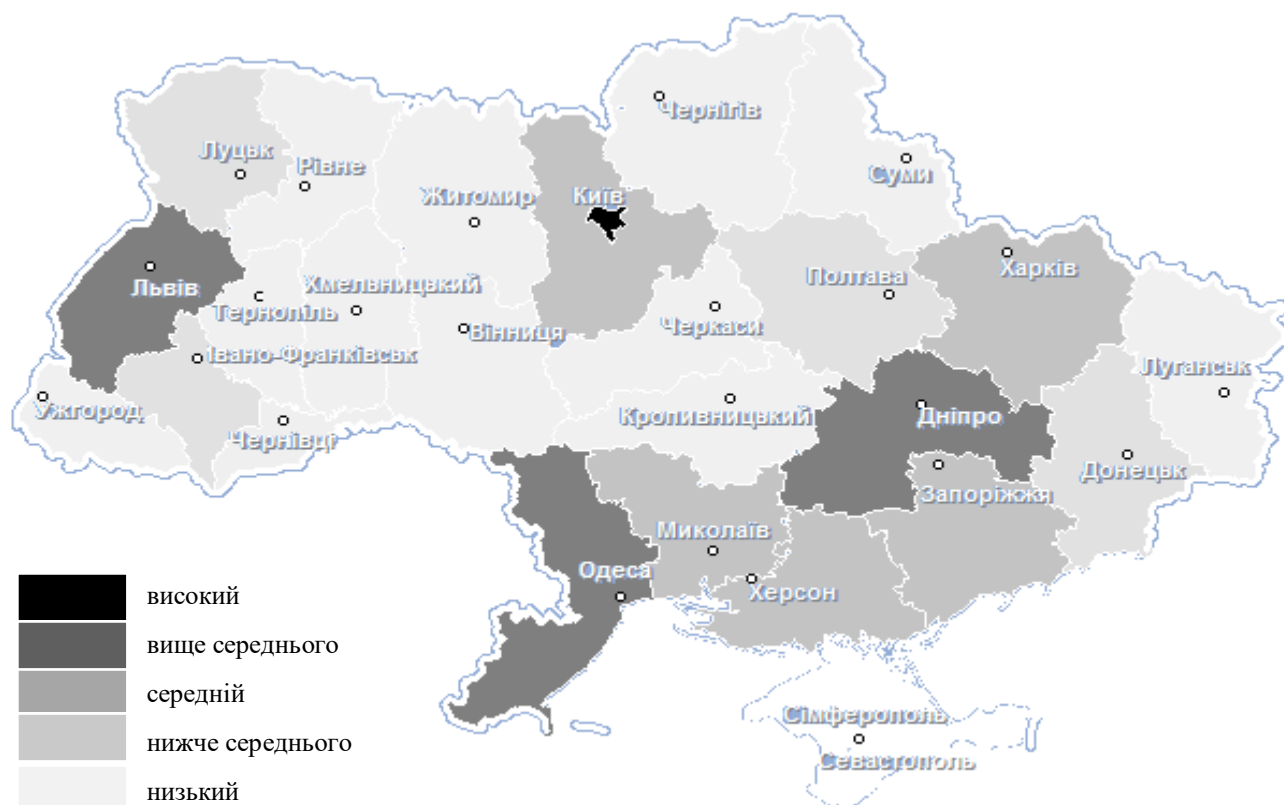 Чернігів
Луцьк
Рівне
Суми
Житомир
Київ
Харків
Львів
Хмельницький
Полтава
Тернопіль
Вінниця
Черкаси
Івано-Франківськ
Луганськ
Ужгород
Кропивницький
Дніпро
Чернівці
Донецьк
Запоріжжя
Миколаїв
Одеса
Херсон
Сімферополь
Севастополь
високий
вище середнього
середній
нижче середнього
низький